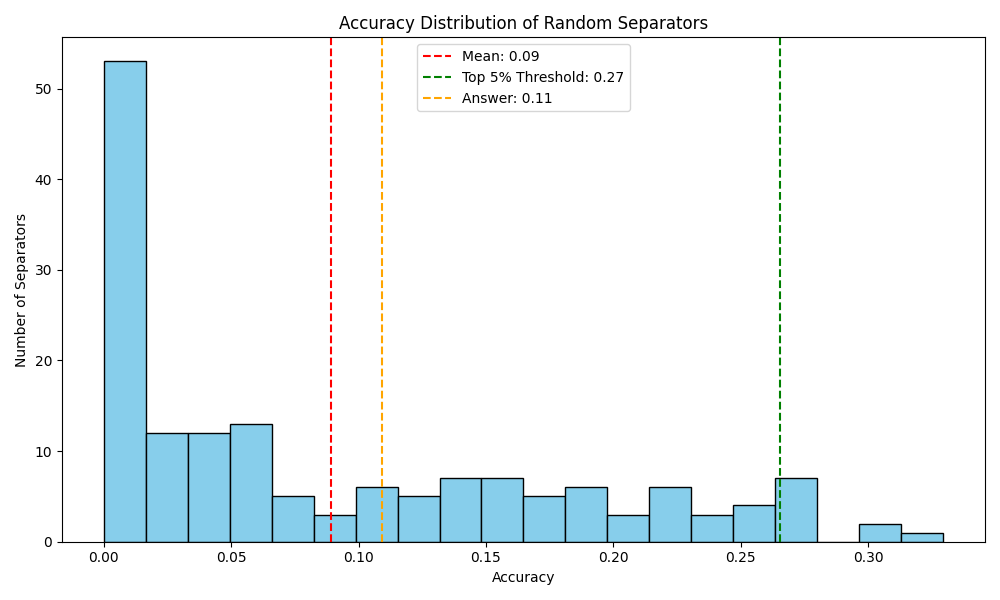 Accuracy Distribution of Random Separators
Mean: 0.09
Top 5% Threshold: 0.27
Answer: 0.11
Number of Separators
50
40
30
20
10
0
0.00 0.05 0.10 0.15 0.20 0.25 0.30
Accuracy